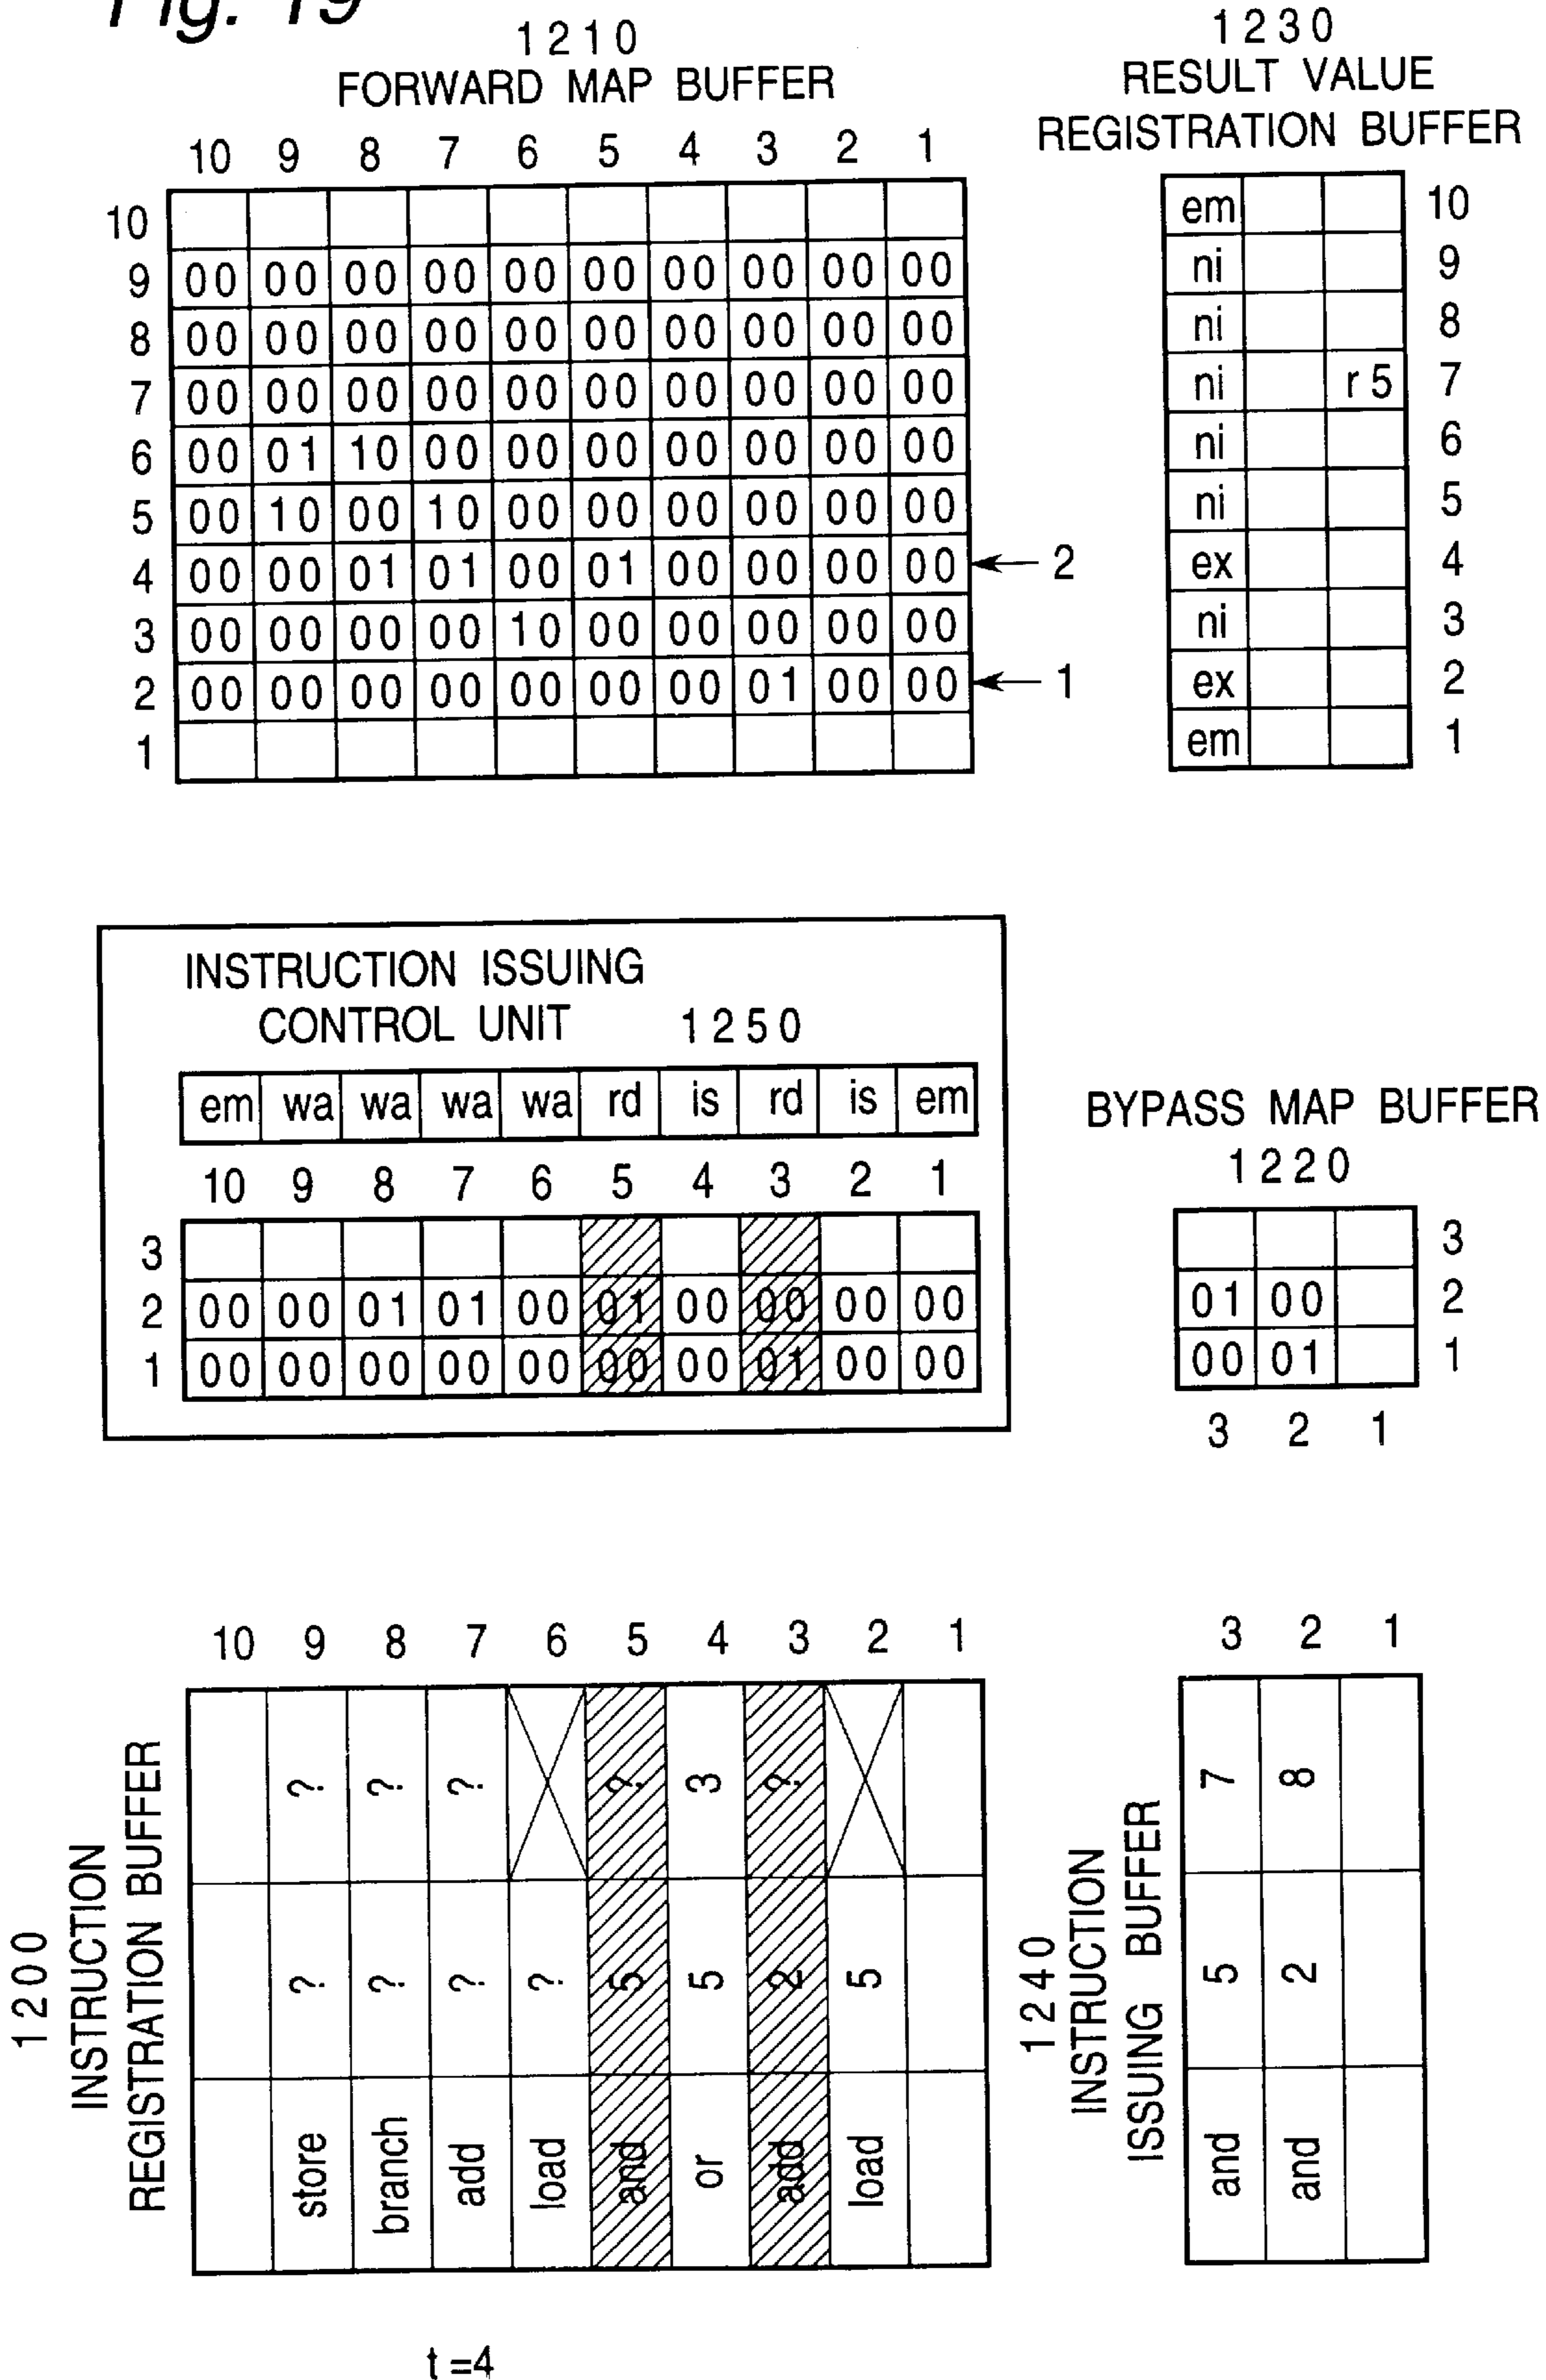 Fig. 19
1210
FORWARD MAP BUFFER
10 9 8 7 6 5 4 3 2 1
10
9 00 00 00 00 00 00 00 00 00 00
8 00 00 00 00 00 00 00 00 00 00
7 00 00 00 00 00 00 00 00 00 00
6 00 01 10 00 00 00 00 00 00 00
5 00 10 00 10 00 00 00 00 00 00
4 00 00 01 01 00 01 00 00 00 00 2
3 00 00 00 00 10 00 00 00 00 00
2 00 00 00 00 00 00 00 01 00 00 1
1
1230
RESULT VALUE
REGISTRATION BUFFER
em 10
ni 9
ni 8
ni r5 7
ni 6
ni 5
ex 4
ni 3
ex 2
em 1
INSTRUCTION ISSUING
CONTROL UNIT 1250
em wa wa wa wa rd is rd is em
10 9 8 7 6 5 4 3 2 1
3
2 00 00 01 01 00 01 00 00 00 00
1 00 00 00 00 00 00 00 01 00 00
BYPASS MAP BUFFER
1220
3
01 00 2
00 01 1
3 2 1
1200
INSTRUCTION
REGISTRATION BUFFER
10 9 8 7 6 5 4 3 2 1
? ? ? ? 3 ?
? ? ? ? 5 5 2 5
store branch add load and or add load
1240
INSTRUCTION
ISSUING BUFFER
3 2 1
7 8
5 2
and and
t=4